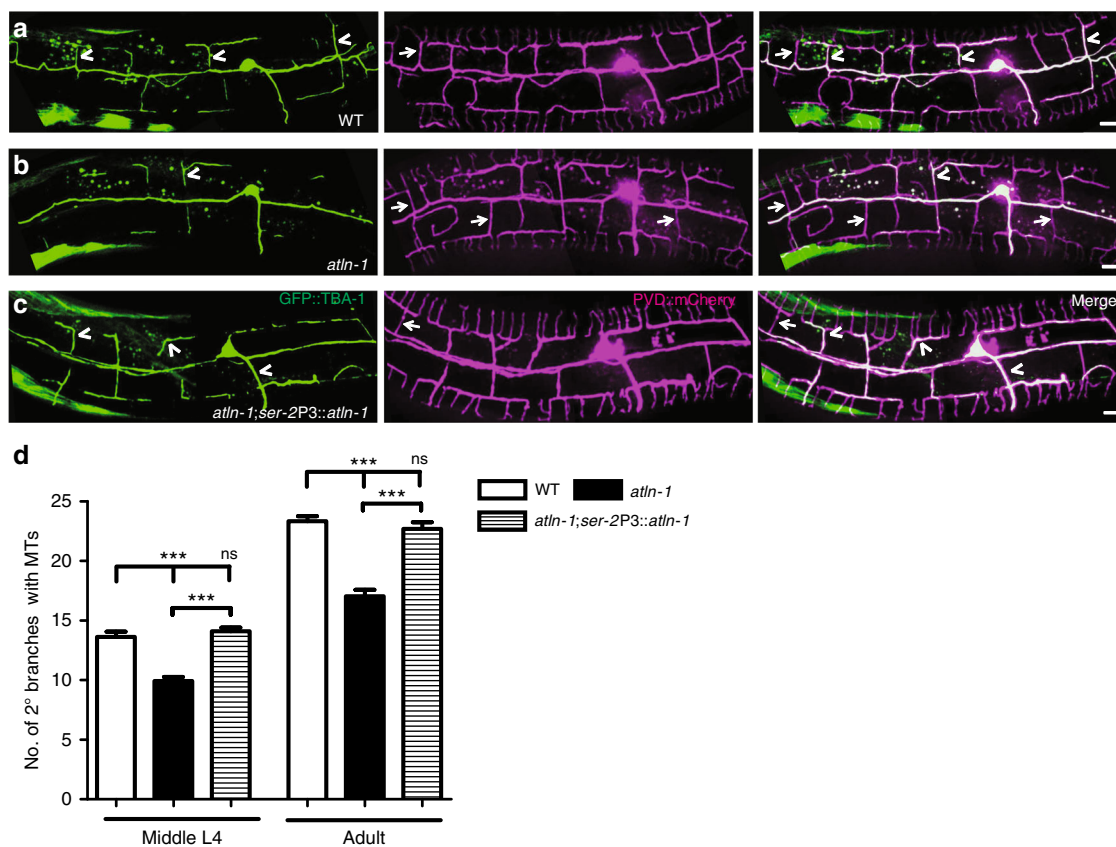 a
WT
b
atln-1
c
GFP::TBA-1
PVD::mCherry
Merge
atln-1;ser-2P3::atln-1
d
*** ns
***
WT
atln-1
atln-1;ser-2P3::atln-1
*** ns
***
No. of 2° branches with MTs
25
20
15
10
5
0
Middle L4
Adult